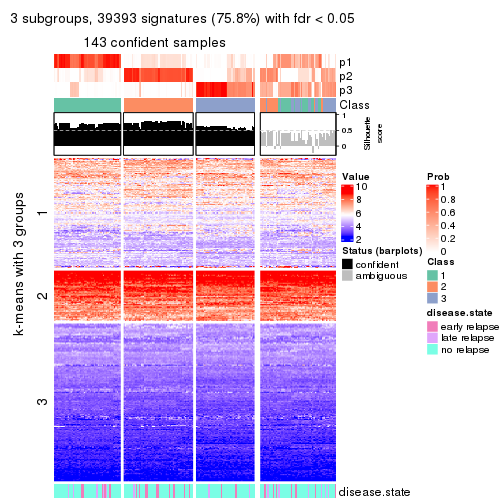 3 subgroups, 39393 signatures (75.8%) with fdr < 0.05
143 confident samples
p1
p2
p3
Class
1
0.5
0
Silhouette
score
k-means with 3 groups
1
2
3
Value
10
8
6
4
2
Status (barplots)
confident
ambiguous
Prob
1
0.8
0.6
0.4
0.2
0
Class
1
2
3
disease.state
early relapse
late relapse
no relapse
disease.state